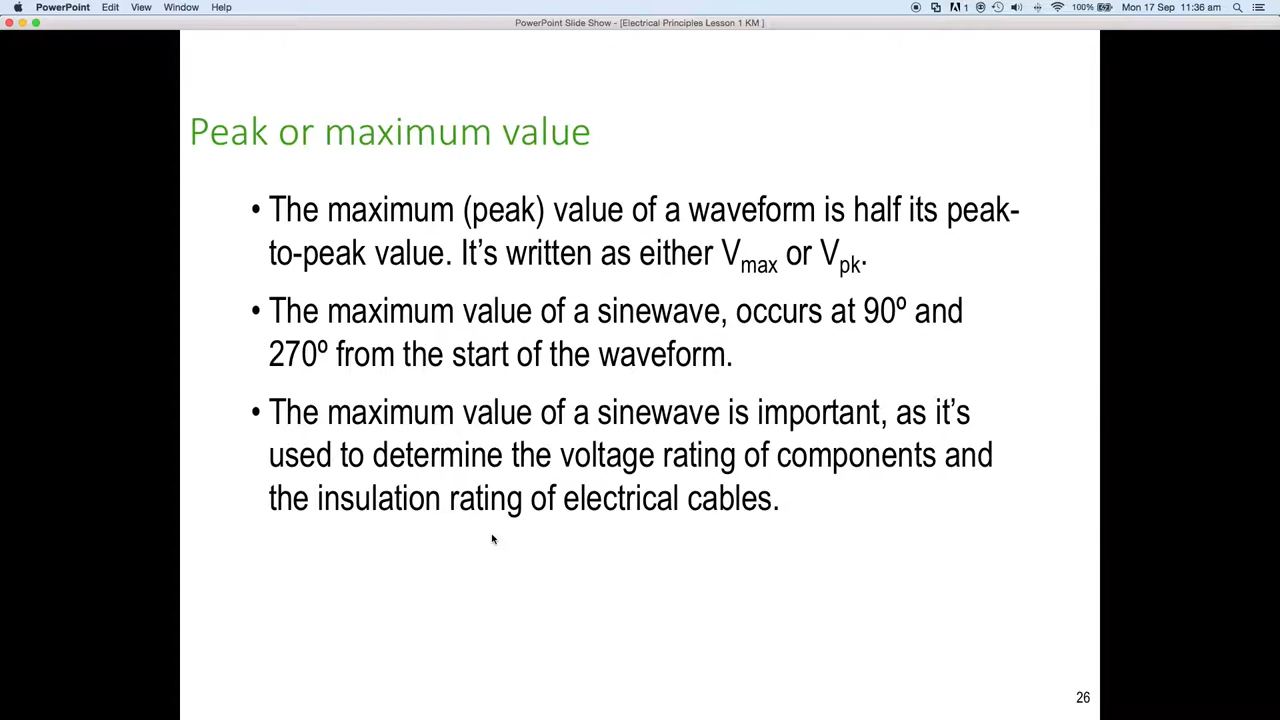 PowerPoint Edit View Window Help 1 100% Mon 17 Sep 11:36 am
PowerPoint Slide Show - [Electrical Principles Lesson 1 KM ]
Peak or maximum value
• The maximum (peak) value of a waveform is half its peak-
to-peak value. It’s written as either Vmax or Vpk.
• The maximum value of a sinewave, occurs at 90º and
270º from the start of the waveform.
• The maximum value of a sinewave is important, as it’s
used to determine the voltage rating of components and
the insulation rating of electrical cables.
26